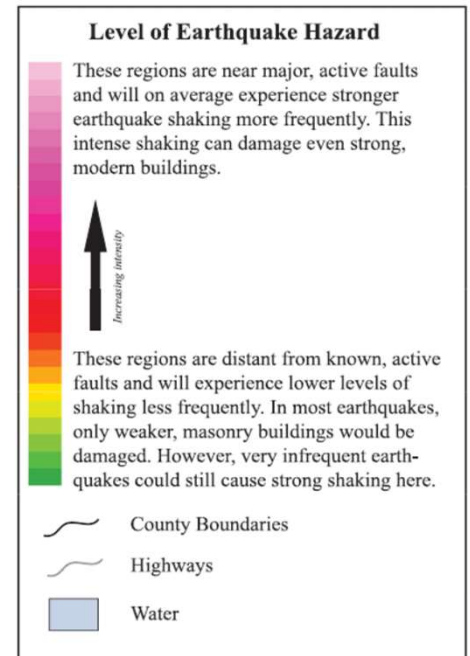 Level of Earthquake Hazard
These regions are near major, active faults
and will on average experience stronger
earthquake shaking more frequently. This
intense shaking can damage even strong,
modern buildings.
Increasing intensity
These regions are distant from known, active
faults and will experience lower levels of
shaking less frequently. In most earthquakes,
only weaker, masonry buildings would be
damaged. However, very infrequent earth-
quakes could still cause strong shaking here.
County Boundaries
Highways
Water